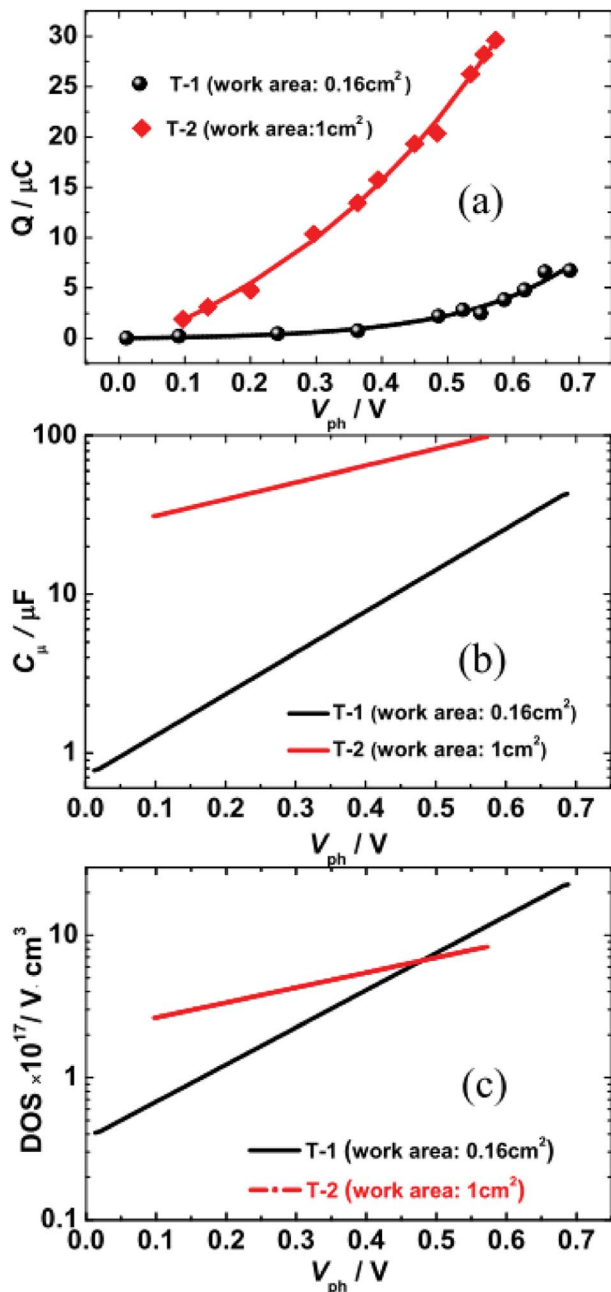 30
25
20
15
10
5
0
Q / μC
T-1 (work area: 0.16cm²)
T-2 (work area:1cm²)
(a)
0.0 0.1 0.2 0.3 0.4 0.5 0.6 0.7
V_ph / V
100
10
1
C_μ / μF
(b)
T-1 (work area: 0.16cm²)
T-2 (work area: 1cm²)
0.0 0.1 0.2 0.3 0.4 0.5 0.6 0.7
V_ph / V
10
1
0.1
DOS ×10¹⁷/ V· cm³
(c)
T-1 (work area: 0.16cm²)
T-2 (work area: 1cm²)
0.0 0.1 0.2 0.3 0.4 0.5 0.6 0.7
V_ph / V